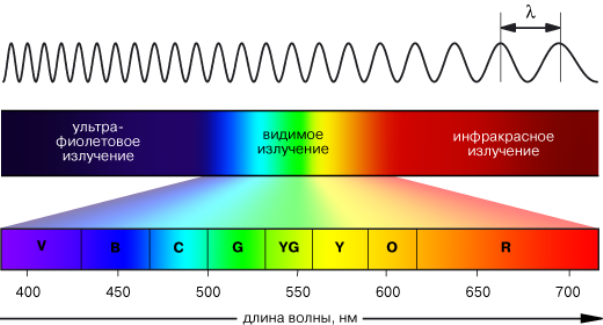 λ
ультра-
фиолетовое
излучение
видимое
излучение
инфракрасное
излучение
V B C G YG Y O R
400 450 500 550 600 650 700
длина волны, нм